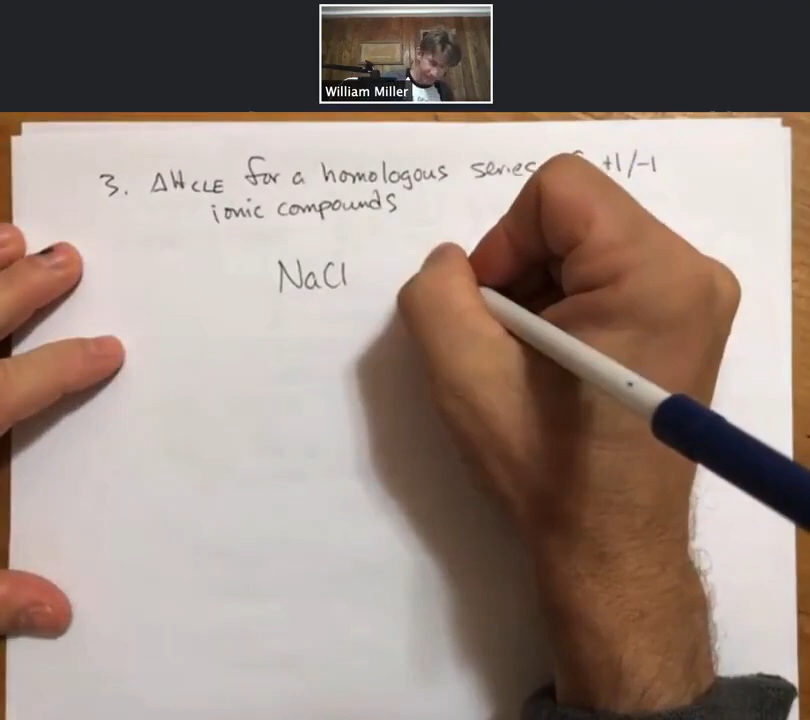 William Miller
3. ΔHCLE for a homologous series +1/-1
ionic compounds
NaCl